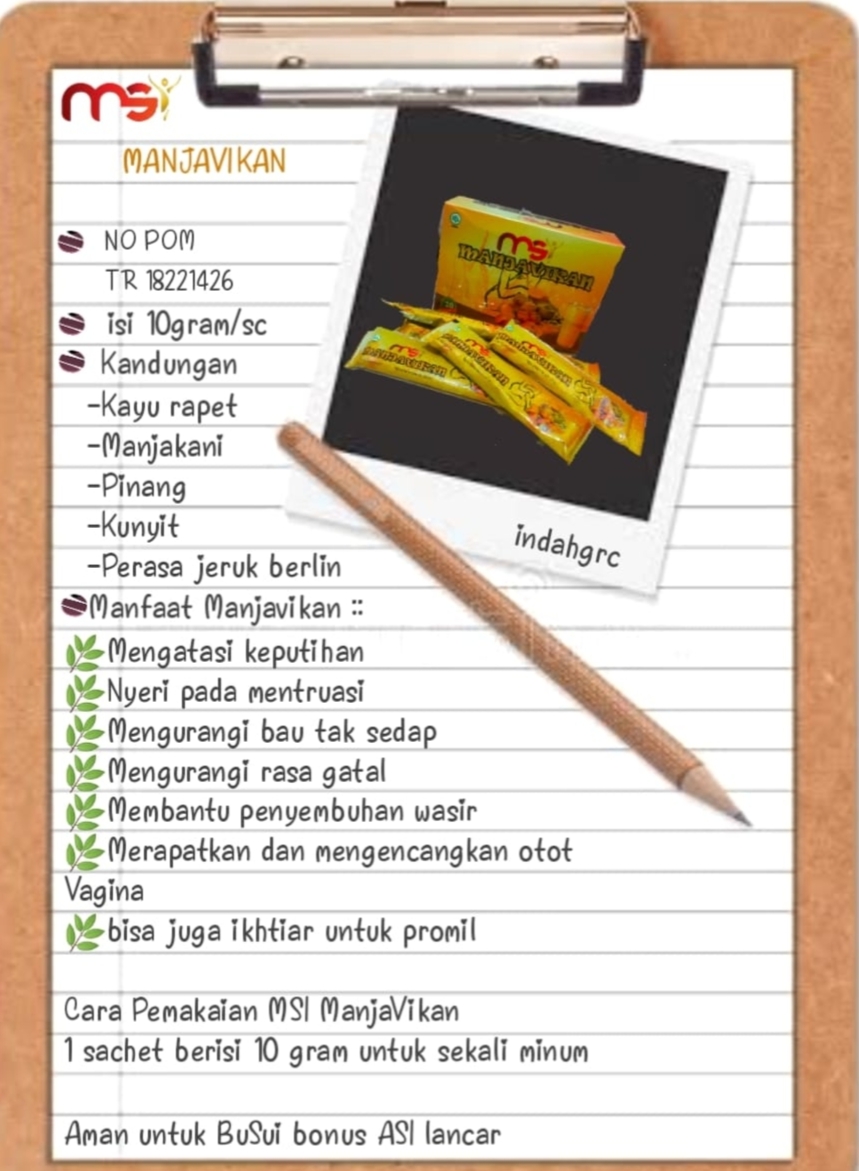 msi
MANJAVIKAN
NO POM
TR 18221426
isi 10gram/sc
Kandungan
-Kayu rapet
-Manjakani
-Pinang
-Kunyit
-Perasa jeruk berlin
Manfaat Manjavikan ::
Mengatasi keputihan
Nyeri pada mentruasi
Mengurangi bau tak sedap
Mengurangi rasa gatal
Membantu penyembuhan wasir
Merapatkan dan mengencangkan otot
Vagina
bisa juga ikhtiar untuk promil
Cara Pemakaian MSI ManjaVikan
1 sachet berisi 10 gram untuk sekali minum
Aman untuk BuSui bonus ASI lancar
msi
MANJAVIKAN
MANJAVIKAN
MANJAVIKAN
MANJAVIKAN
indahgrc